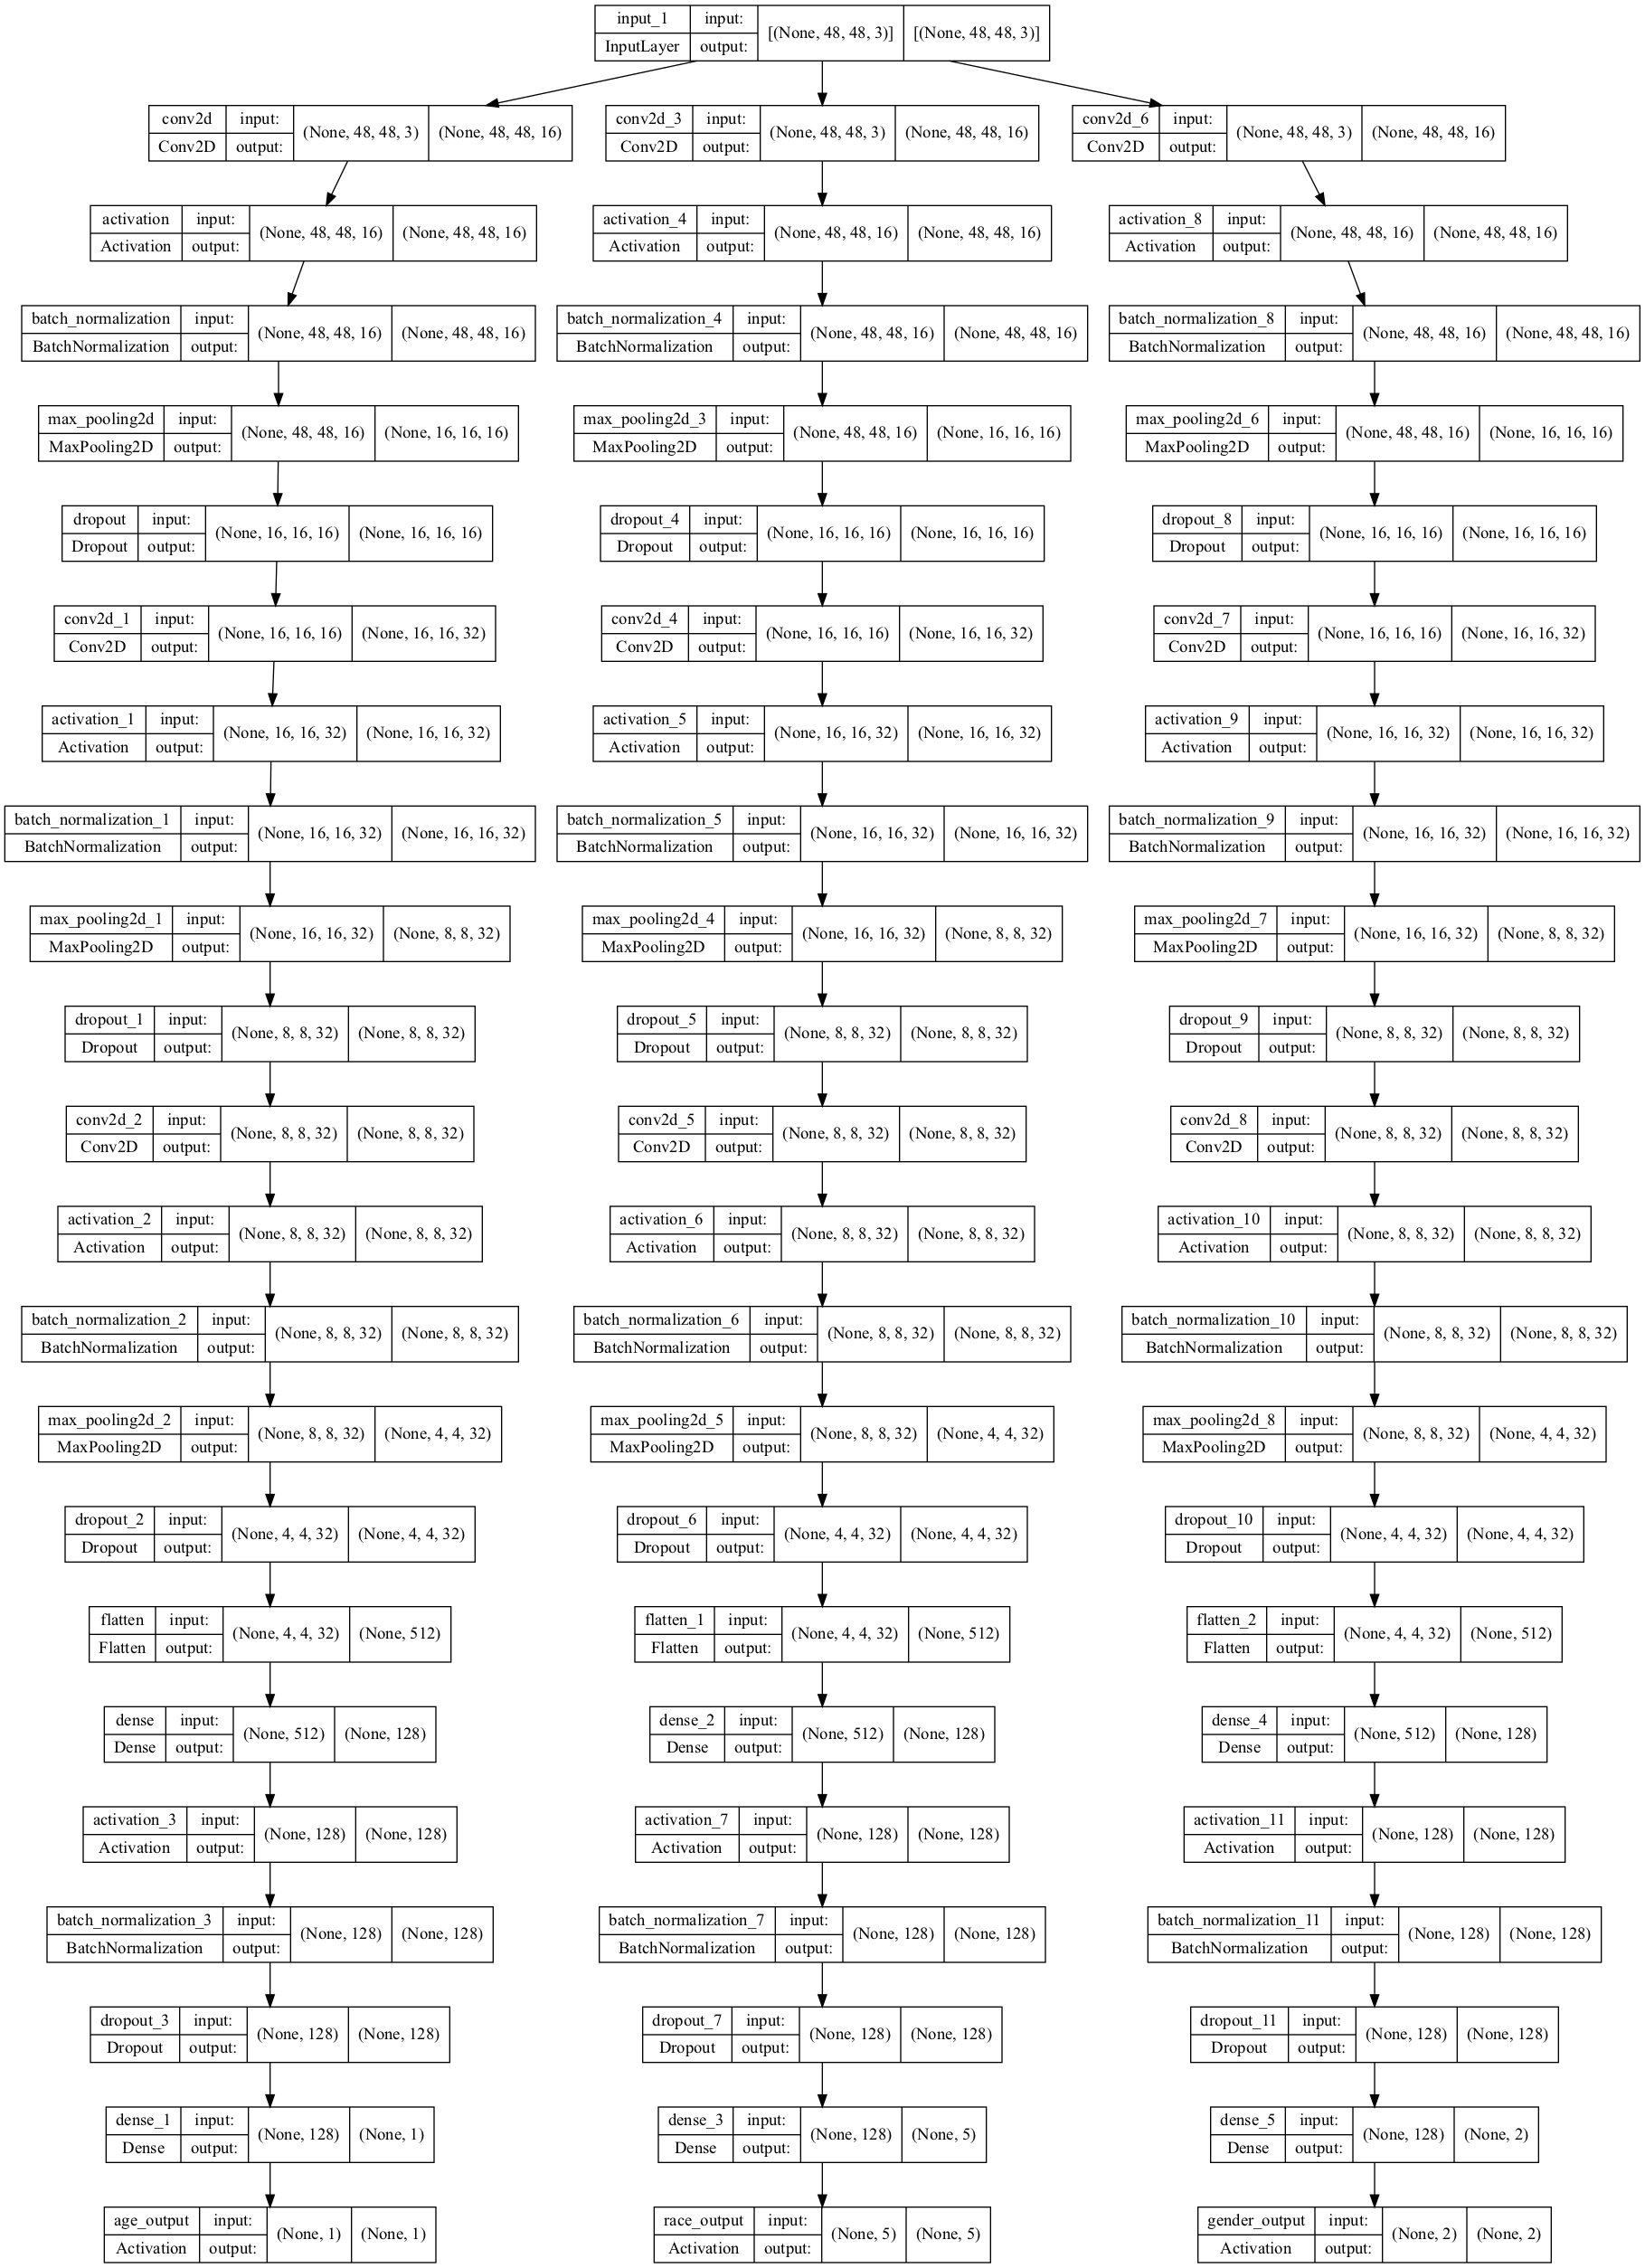 input_1 input: [(None, 48, 48, 3)] [(None, 48, 48, 3)]
InputLayer output:
conv2d input: (None, 48, 48, 3) (None, 48, 48, 16)
Conv2D output:
conv2d_3 input: (None, 48, 48, 3) (None, 48, 48, 16)
Conv2D output:
conv2d_6 input: (None, 48, 48, 3) (None, 48, 48, 16)
Conv2D output:
activation input: (None, 48, 48, 16) (None, 48, 48, 16)
Activation output:
activation_4 input: (None, 48, 48, 16) (None, 48, 48, 16)
Activation output:
activation_8 input: (None, 48, 48, 16) (None, 48, 48, 16)
Activation output:
batch_normalization input: (None, 48, 48, 16) (None, 48, 48, 16)
BatchNormalization output:
batch_normalization_4 input: (None, 48, 48, 16) (None, 48, 48, 16)
BatchNormalization output:
batch_normalization_8 input: (None, 48, 48, 16) (None, 48, 48, 16)
BatchNormalization output:
max_pooling2d input: (None, 48, 48, 16) (None, 16, 16, 16)
MaxPooling2D output:
max_pooling2d_3 input: (None, 48, 48, 16) (None, 16, 16, 16)
MaxPooling2D output:
max_pooling2d_6 input: (None, 48, 48, 16) (None, 16, 16, 16)
MaxPooling2D output:
dropout input: (None, 16, 16, 16) (None, 16, 16, 16)
Dropout output:
dropout_4 input: (None, 16, 16, 16) (None, 16, 16, 16)
Dropout output:
dropout_8 input: (None, 16, 16, 16) (None, 16, 16, 16)
Dropout output:
conv2d_1 input: (None, 16, 16, 16) (None, 16, 16, 32)
Conv2D output:
conv2d_4 input: (None, 16, 16, 16) (None, 16, 16, 32)
Conv2D output:
conv2d_7 input: (None, 16, 16, 16) (None, 16, 16, 32)
Conv2D output:
activation_1 input: (None, 16, 16, 32) (None, 16, 16, 32)
Activation output:
activation_5 input: (None, 16, 16, 32) (None, 16, 16, 32)
Activation output:
activation_9 input: (None, 16, 16, 32) (None, 16, 16, 32)
Activation output:
batch_normalization_1 input: (None, 16, 16, 32) (None, 16, 16, 32)
BatchNormalization output:
batch_normalization_5 input: (None, 16, 16, 32) (None, 16, 16, 32)
BatchNormalization output:
batch_normalization_9 input: (None, 16, 16, 32) (None, 16, 16, 32)
BatchNormalization output:
max_pooling2d_1 input: (None, 16, 16, 32) (None, 8, 8, 32)
MaxPooling2D output:
max_pooling2d_4 input: (None, 16, 16, 32) (None, 8, 8, 32)
MaxPooling2D output:
max_pooling2d_7 input: (None, 16, 16, 32) (None, 8, 8, 32)
MaxPooling2D output:
dropout_1 input: (None, 8, 8, 32) (None, 8, 8, 32)
Dropout output:
dropout_5 input: (None, 8, 8, 32) (None, 8, 8, 32)
Dropout output:
dropout_9 input: (None, 8, 8, 32) (None, 8, 8, 32)
Dropout output:
conv2d_2 input: (None, 8, 8, 32) (None, 8, 8, 32)
Conv2D output:
conv2d_5 input: (None, 8, 8, 32) (None, 8, 8, 32)
Conv2D output:
conv2d_8 input: (None, 8, 8, 32) (None, 8, 8, 32)
Conv2D output:
activation_2 input: (None, 8, 8, 32) (None, 8, 8, 32)
Activation output:
activation_6 input: (None, 8, 8, 32) (None, 8, 8, 32)
Activation output:
activation_10 input: (None, 8, 8, 32) (None, 8, 8, 32)
Activation output:
batch_normalization_2 input: (None, 8, 8, 32) (None, 8, 8, 32)
BatchNormalization output:
batch_normalization_6 input: (None, 8, 8, 32) (None, 8, 8, 32)
BatchNormalization output:
batch_normalization_10 input: (None, 8, 8, 32) (None, 8, 8, 32)
BatchNormalization output:
max_pooling2d_2 input: (None, 8, 8, 32) (None, 4, 4, 32)
MaxPooling2D output:
max_pooling2d_5 input: (None, 8, 8, 32) (None, 4, 4, 32)
MaxPooling2D output:
max_pooling2d_8 input: (None, 8, 8, 32) (None, 4, 4, 32)
MaxPooling2D output:
dropout_2 input: (None, 4, 4, 32) (None, 4, 4, 32)
Dropout output:
dropout_6 input: (None, 4, 4, 32) (None, 4, 4, 32)
Dropout output:
dropout_10 input: (None, 4, 4, 32) (None, 4, 4, 32)
Dropout output:
flatten input: (None, 4, 4, 32) (None, 512)
Flatten output:
flatten_1 input: (None, 4, 4, 32) (None, 512)
Flatten output:
flatten_2 input: (None, 4, 4, 32) (None, 512)
Flatten output:
dense input: (None, 512) (None, 128)
Dense output:
dense_2 input: (None, 512) (None, 128)
Dense output:
dense_4 input: (None, 512) (None, 128)
Dense output:
activation_3 input: (None, 128) (None, 128)
Activation output:
activation_7 input: (None, 128) (None, 128)
Activation output:
activation_11 input: (None, 128) (None, 128)
Activation output:
batch_normalization_3 input: (None, 128) (None, 128)
BatchNormalization output:
batch_normalization_7 input: (None, 128) (None, 128)
BatchNormalization output:
batch_normalization_11 input: (None, 128) (None, 128)
BatchNormalization output:
dropout_3 input: (None, 128) (None, 128)
Dropout output:
dropout_7 input: (None, 128) (None, 128)
Dropout output:
dropout_11 input: (None, 128) (None, 128)
Dropout output:
dense_1 input: (None, 128) (None, 1)
Dense output:
dense_3 input: (None, 128) (None, 5)
Dense output:
dense_5 input: (None, 128) (None, 2)
Dense output:
age_output input: (None, 1) (None, 1)
Activation output:
race_output input: (None, 5) (None, 5)
Activation output:
gender_output input: (None, 2) (None, 2)
Activation output: